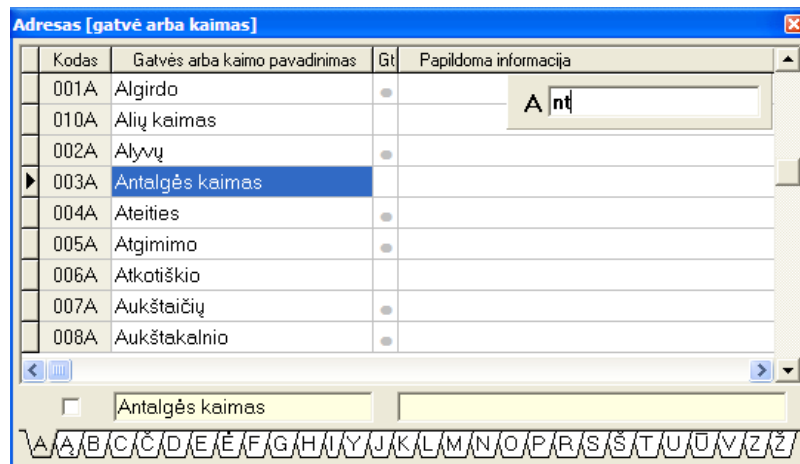 Adresas [gatvė arba kaimas]
Kodas Gatvės arba kaimo pavadinimas Gt Papildoma informacija
001A Algirdo
A nt
010A Alių kaimas
002A Alyvų
003A Antalgės kaimas
004A Ateities
005A Atgimimo
006A Atkotiškio
007A Aukštaičių
008A Aukštakalnio
Antalgės kaimas
A Ą B C Č D E Ė F G H I Y J K L M N O P R S Š T U Ū V Z Ž